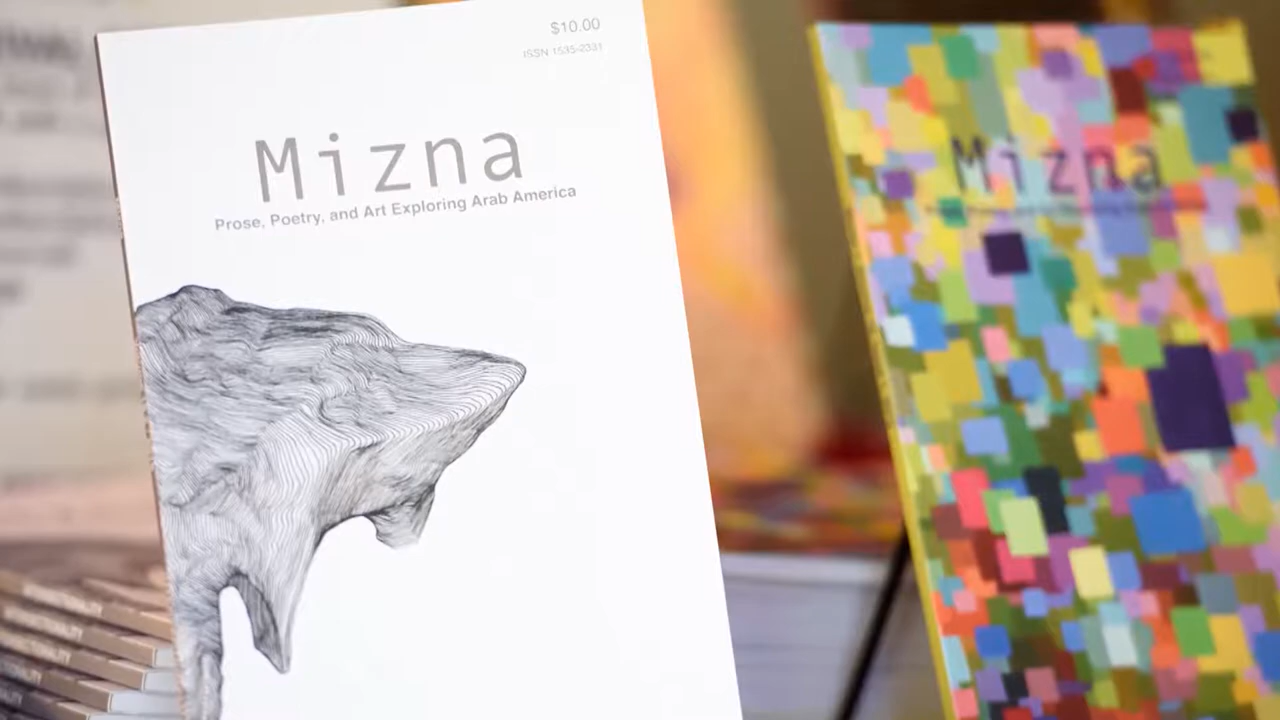 $10.00
ISSN 1535-2331
Mizna
Prose, Poetry, and Art Exploring Arab America
Mizna